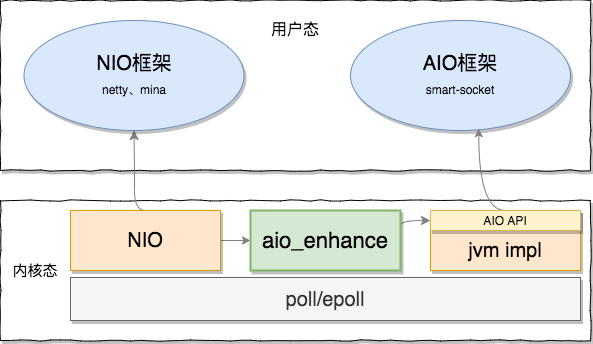 用户态
NIO框架
netty、mina
AIO框架
smart-socket
内核态
NIO
aio_enhance
AIO API
jvm impl
poll/epoll